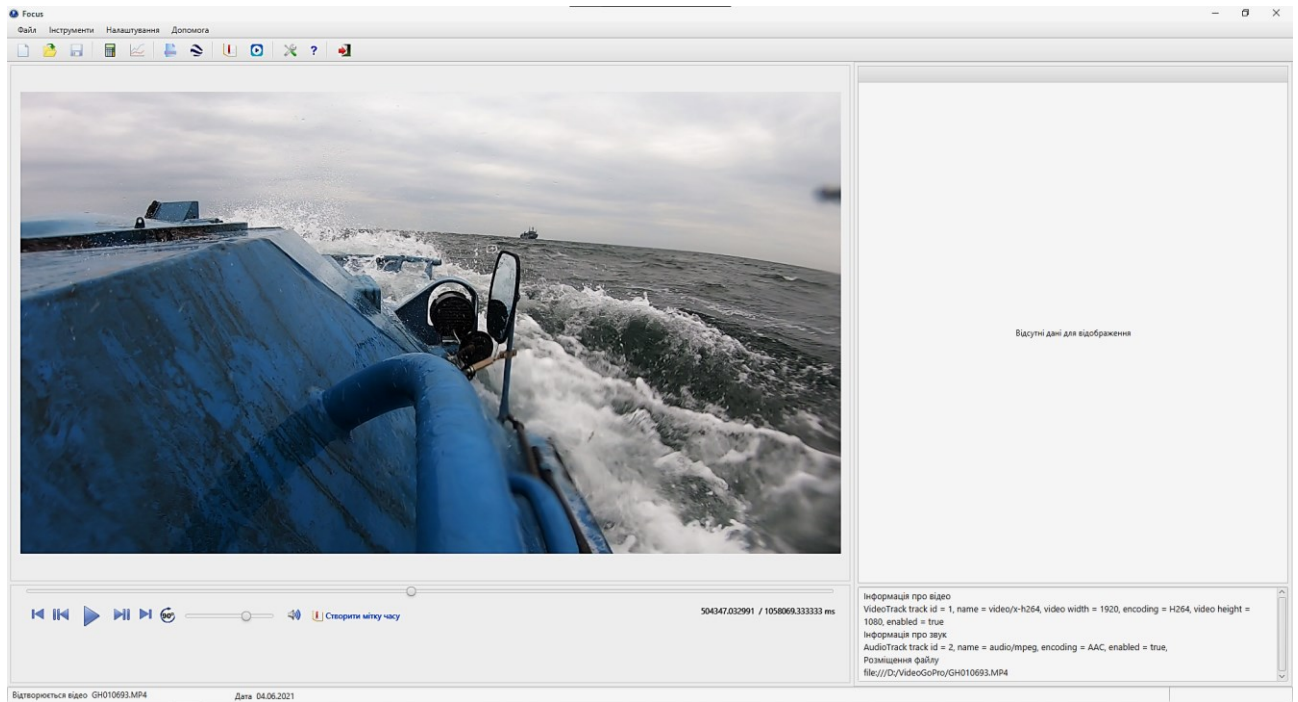 Focus
Файл Інструменти Налаштування Допомога
Відсутні дані для відображення
90°
Створити мітку часу
504347.032991 / 1058069.333333 ms
Інформація про відео
VideoTrack track id = 1, name = video/x-h264, video width = 1920, encoding = H264, video height =
1080, enabled = true
Інформація про звук
AudioTrack track id = 2, name = audio/mpeg, encoding = AAC, enabled = true,
Розміщення файлу
file:///D:/VideoGoPro/GH010693.MP4
Відтворюється відео GH010693.MP4 Дата 04.06.2021